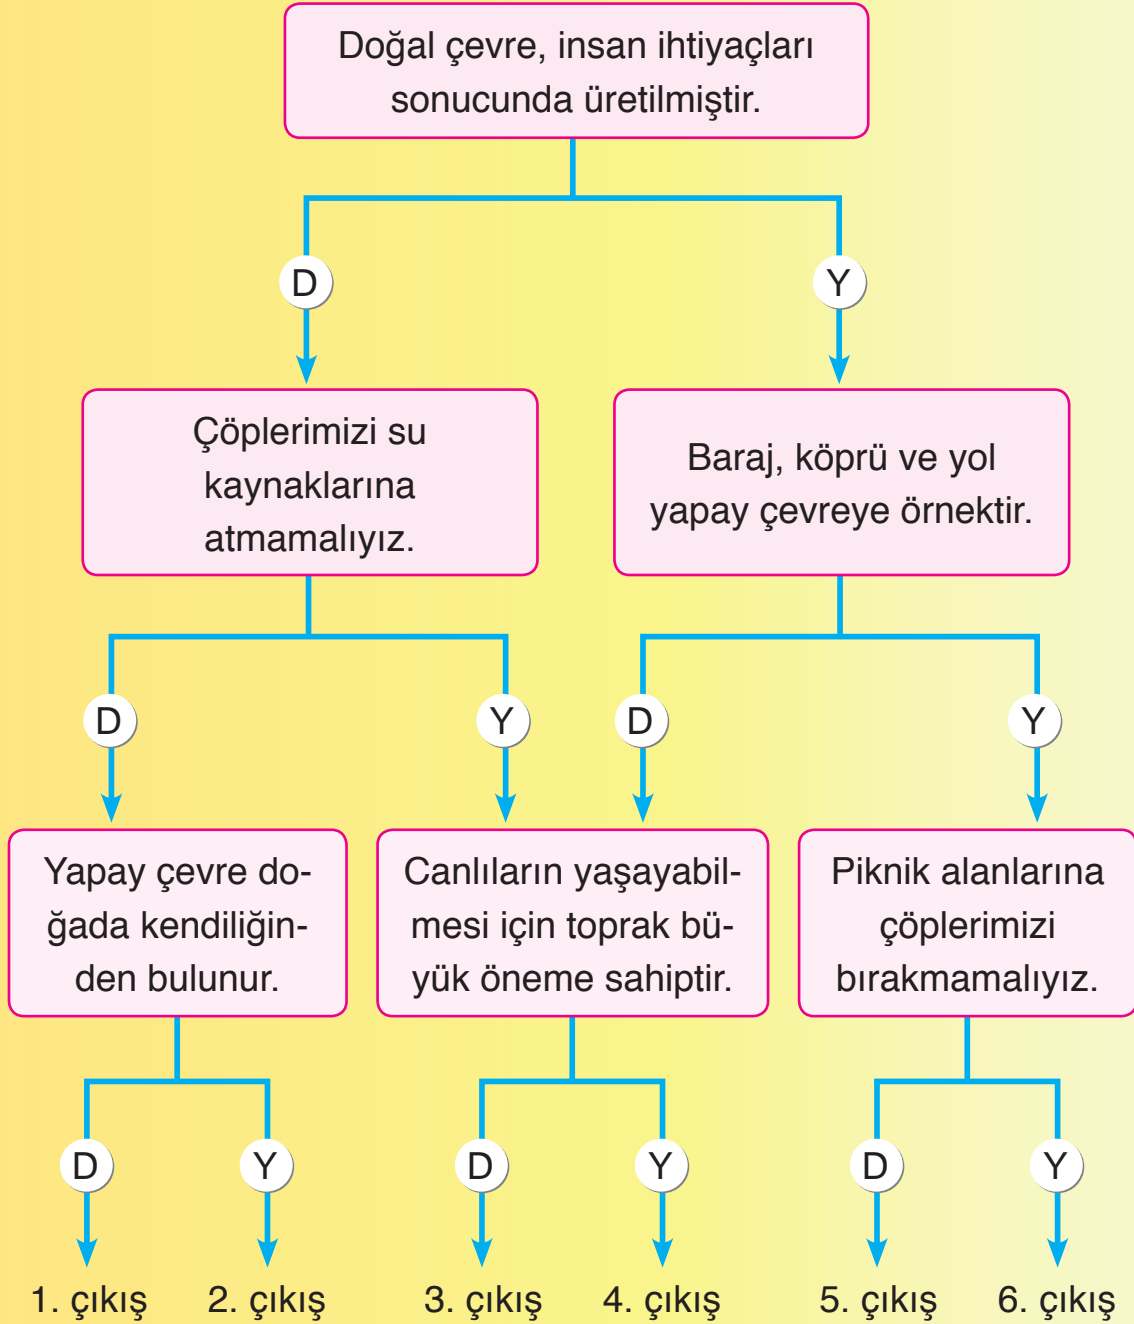 Doğal çevre, insan ihtiyaçları
sonucunda üretilmiştir.
D
Y
Çöplerimizi su
kaynaklarına
atmamalıyız.
Baraj, köprü ve yol
yapay çevreye örnektir.
D
Y
D
Y
Yapay çevre do-
ğada kendiliğin-
den bulunur.
Canlıların yaşayabil-
mesi için toprak bü-
yük öneme sahiptir.
Piknik alanlarına
çöplerimizi
bırakmamalıyız.
D
Y
D
Y
D
Y
1. çıkış
2. çıkış
3. çıkış
4. çıkış
5. çıkış
6. çıkış